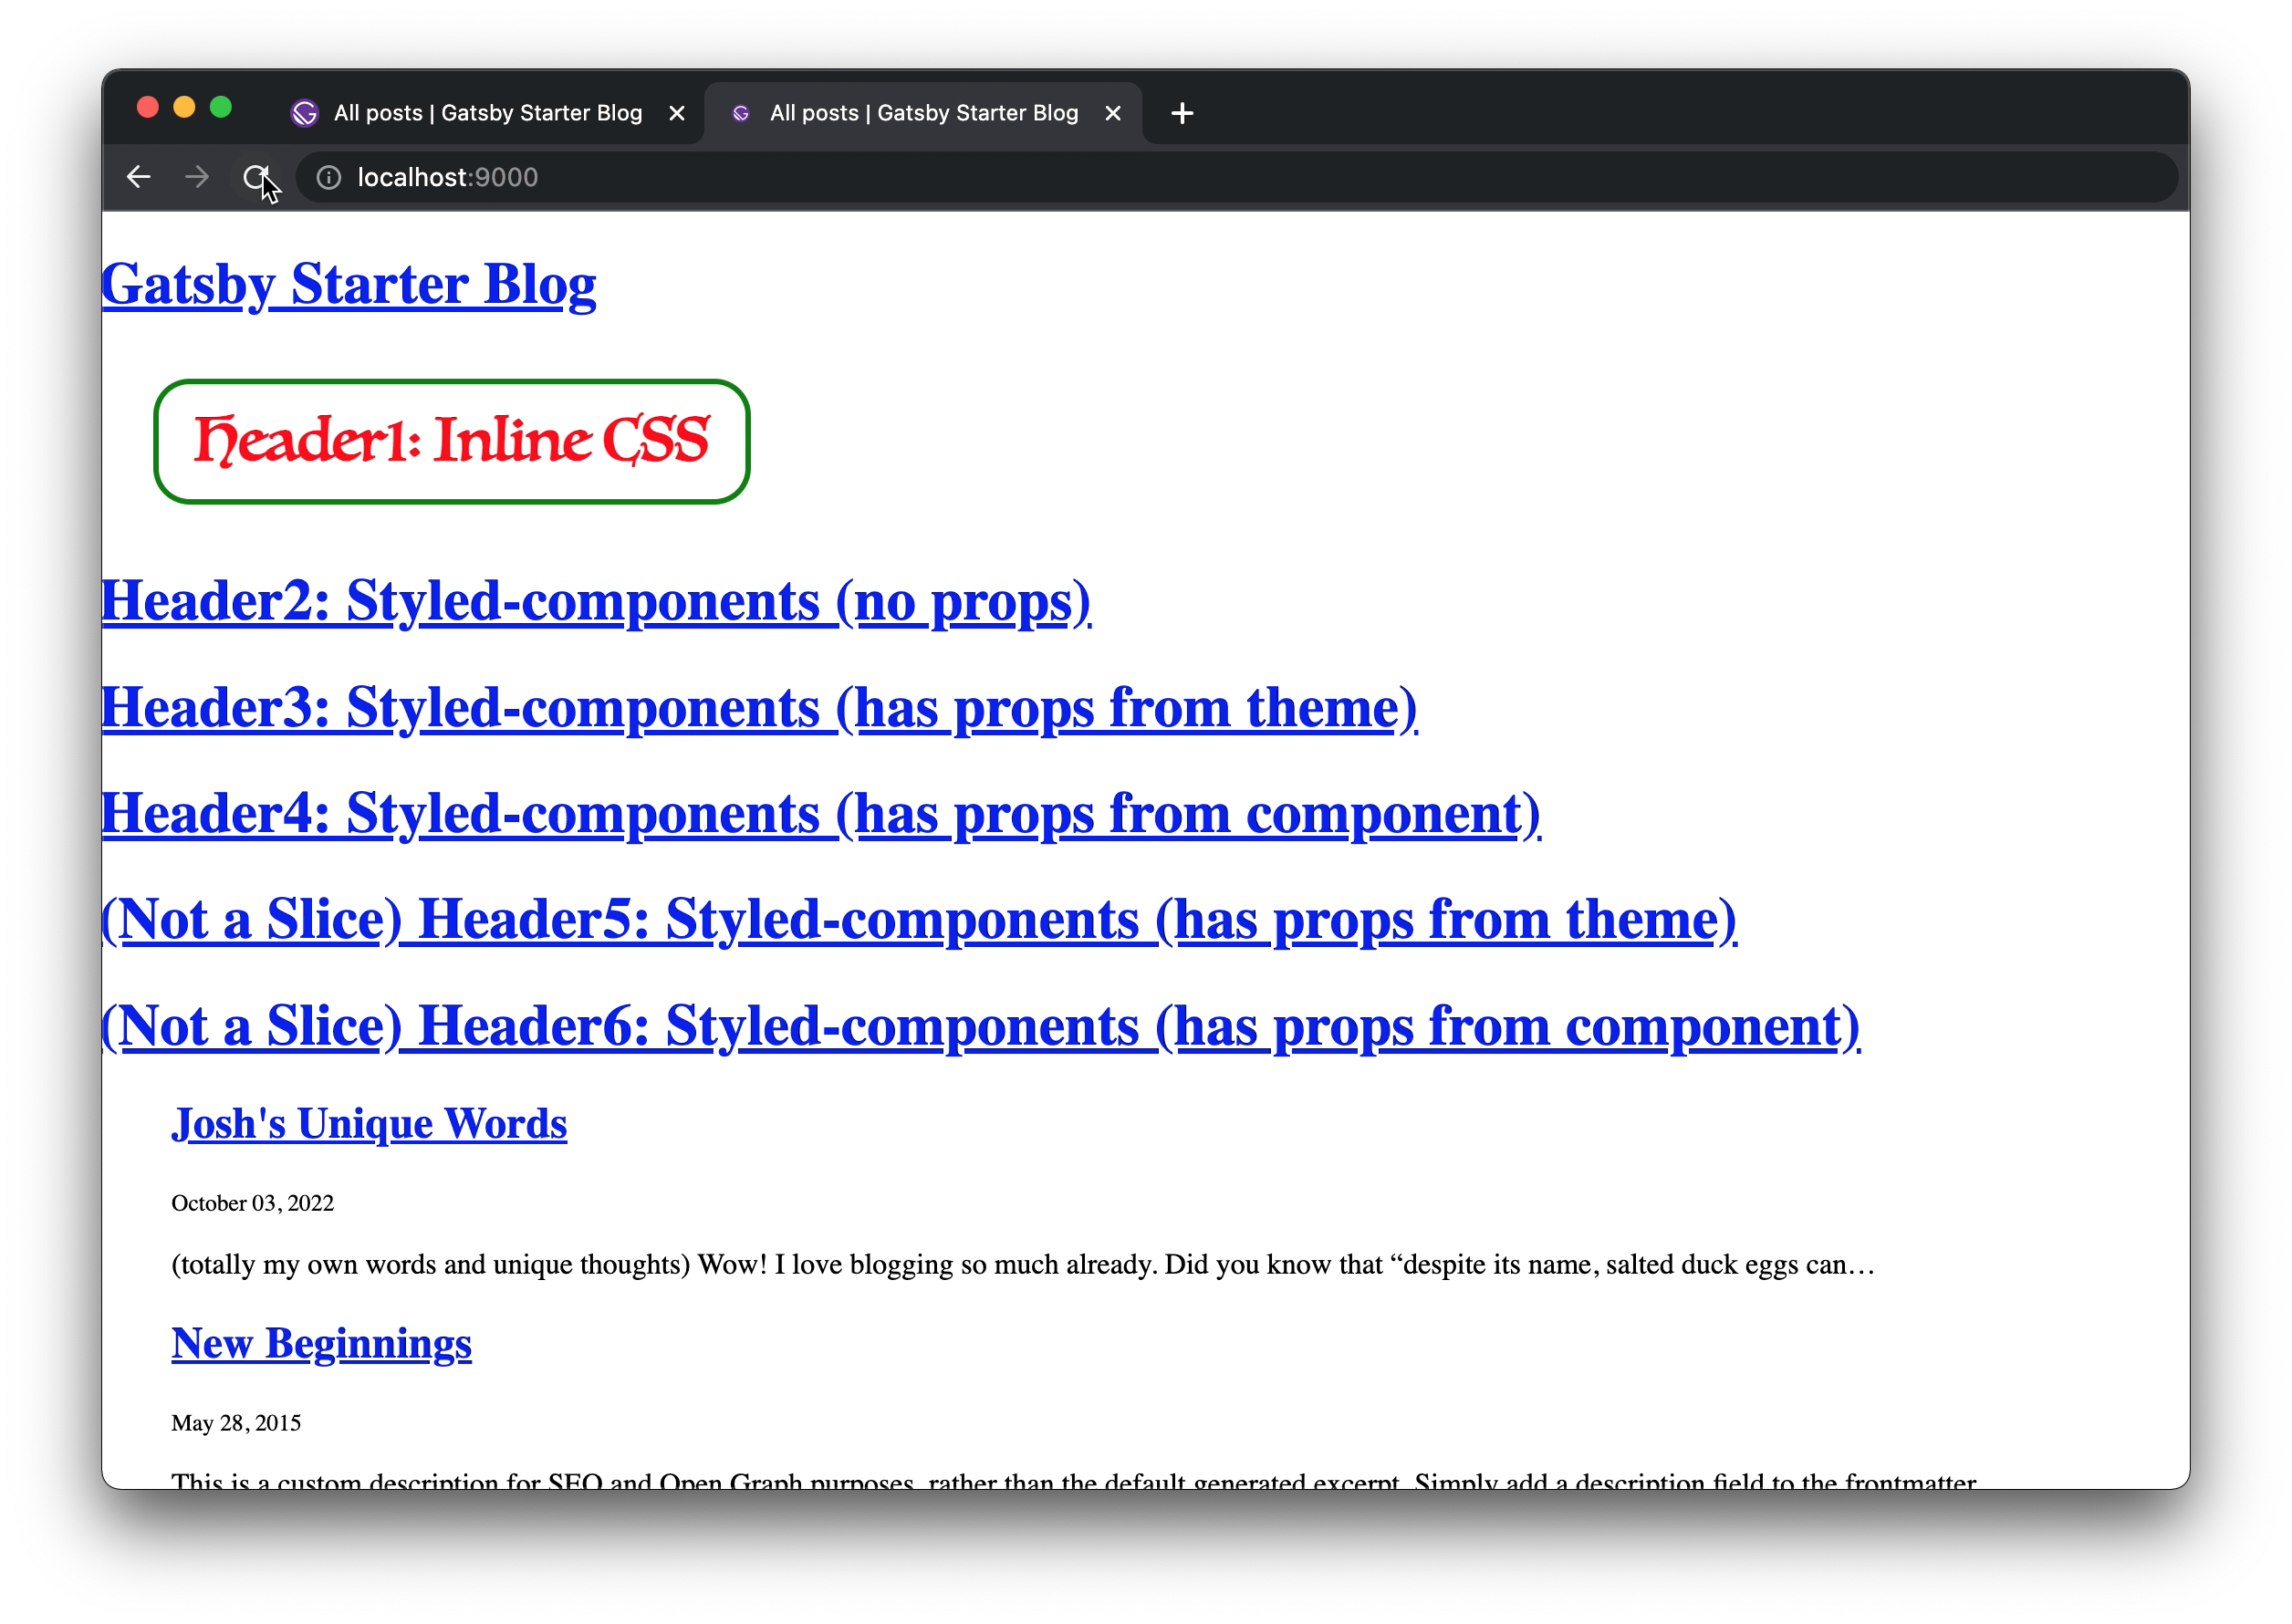 All posts | Gatsby Starter Blog
All posts | Gatsby Starter Blog
localhost:9000
Gatsby Starter Blog
Header1: Inline CSS
Header2: Styled-components (no props)
Header3: Styled-components (has props from theme)
Header4: Styled-components (has props from component)
(Not a Slice) Header5: Styled-components (has props from theme)
(Not a Slice) Header6: Styled-components (has props from component)
Josh's Unique Words
October 03, 2022
(totally my own words and unique thoughts) Wow! I love blogging so much already. Did you know that “despite its name, salted duck eggs can…
New Beginnings
May 28, 2015
This is a custom description for SEO and Open Graph purposes, rather than the default generated excerpt. Simply add a description field to the frontmatter